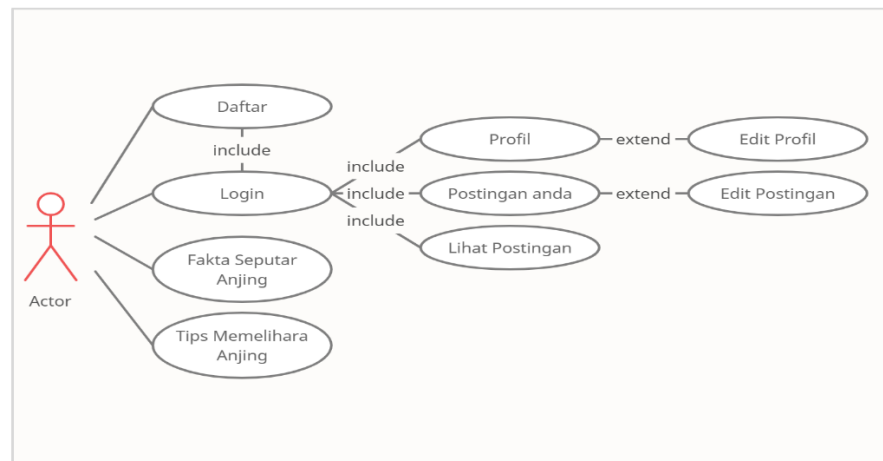 Daftar
include
Login
Fakta Seputar
Anjing
Tips Memelihara
Anjing
Actor
include
include
include
Profil
Postingan anda
Lihat Postingan
extend
extend
Edit Profil
Edit Postingan